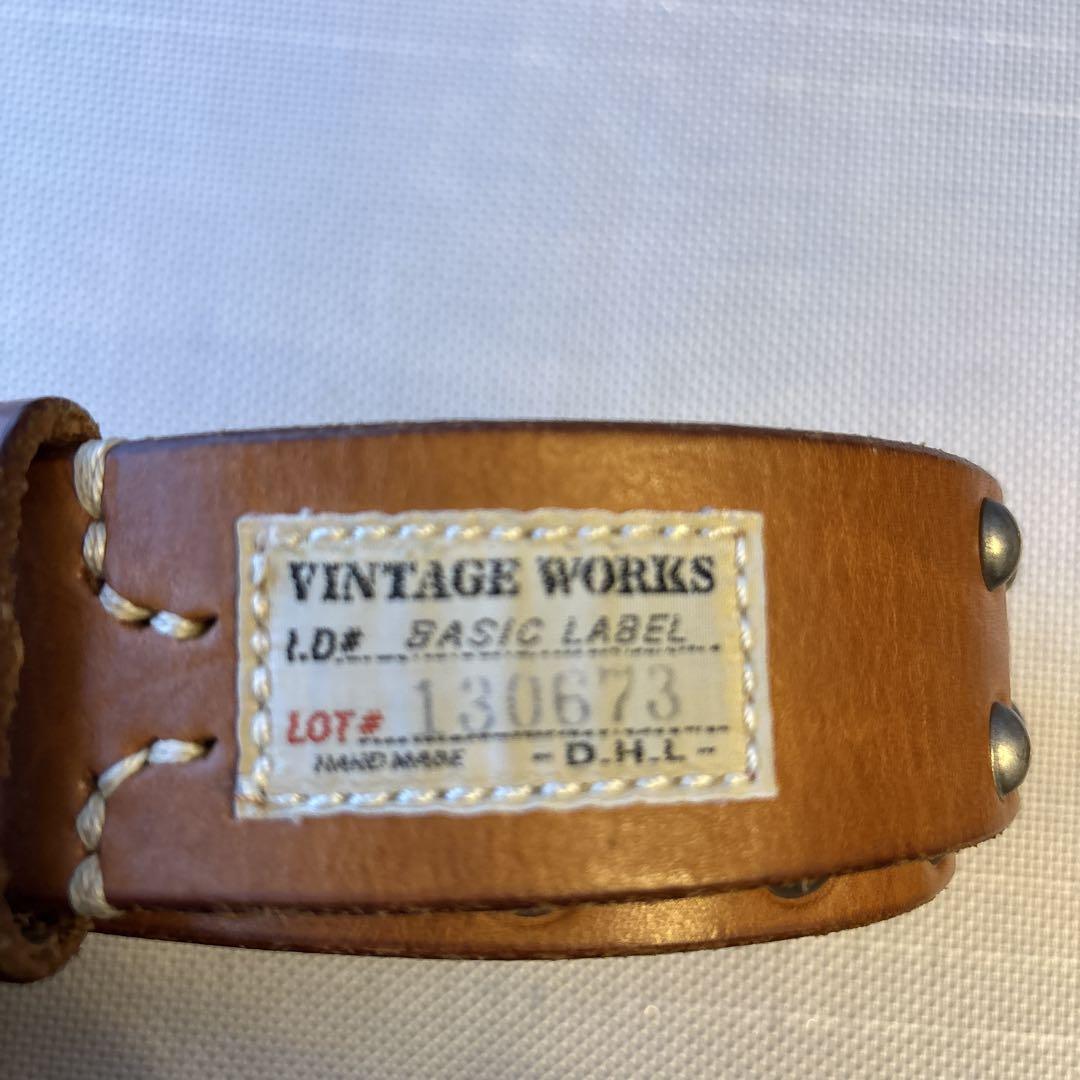 VINTAGE WORKS
I.D# BASIC LABEL
LOT# 130673
HAND MADE - D.H.L -